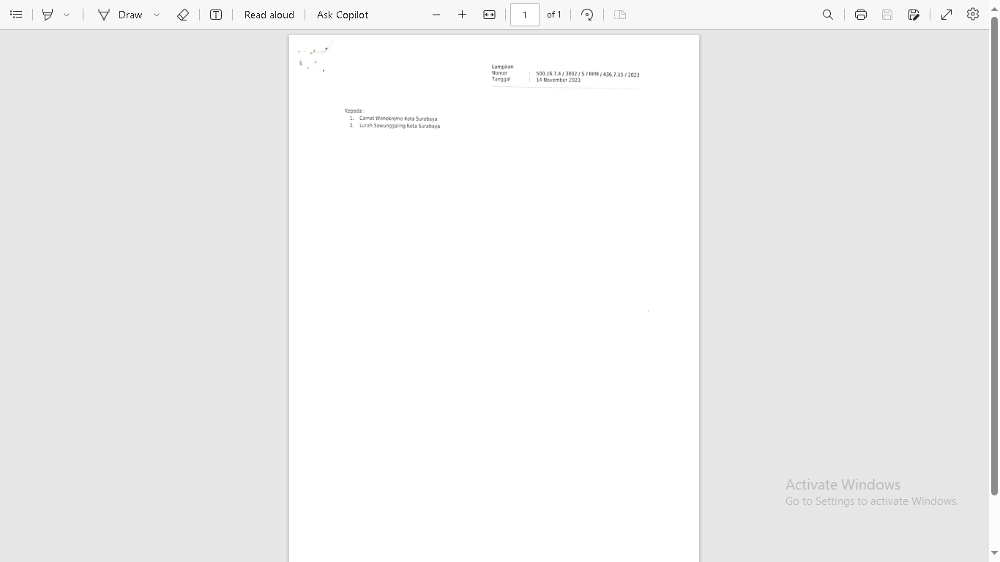 Draw
Read aloud
Ask Copilot
1
of 1
Lampiran
Nomor : 500.16.7.4 / 3802 / S / RPM / 436.7.15 / 2023
Tanggal : 14 November 2023
Kepada :
1. Camat Wonokromo Kota Surabaya
2. Lurah Sawunggaling Kota Surabaya
Activate Windows
Go to Settings to activate Windows.